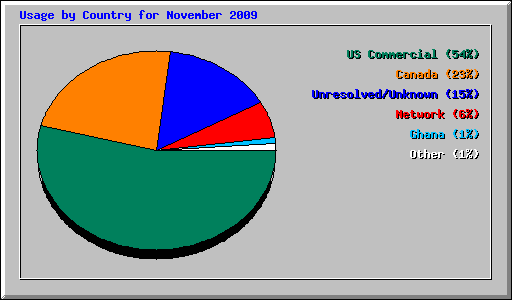 Usage by Country for November 2009
US Commercial (54%)
Canada (23%)
Unresolved/Unknown (15%)
Network (6%)
Ghana (1%)
Other (1%)